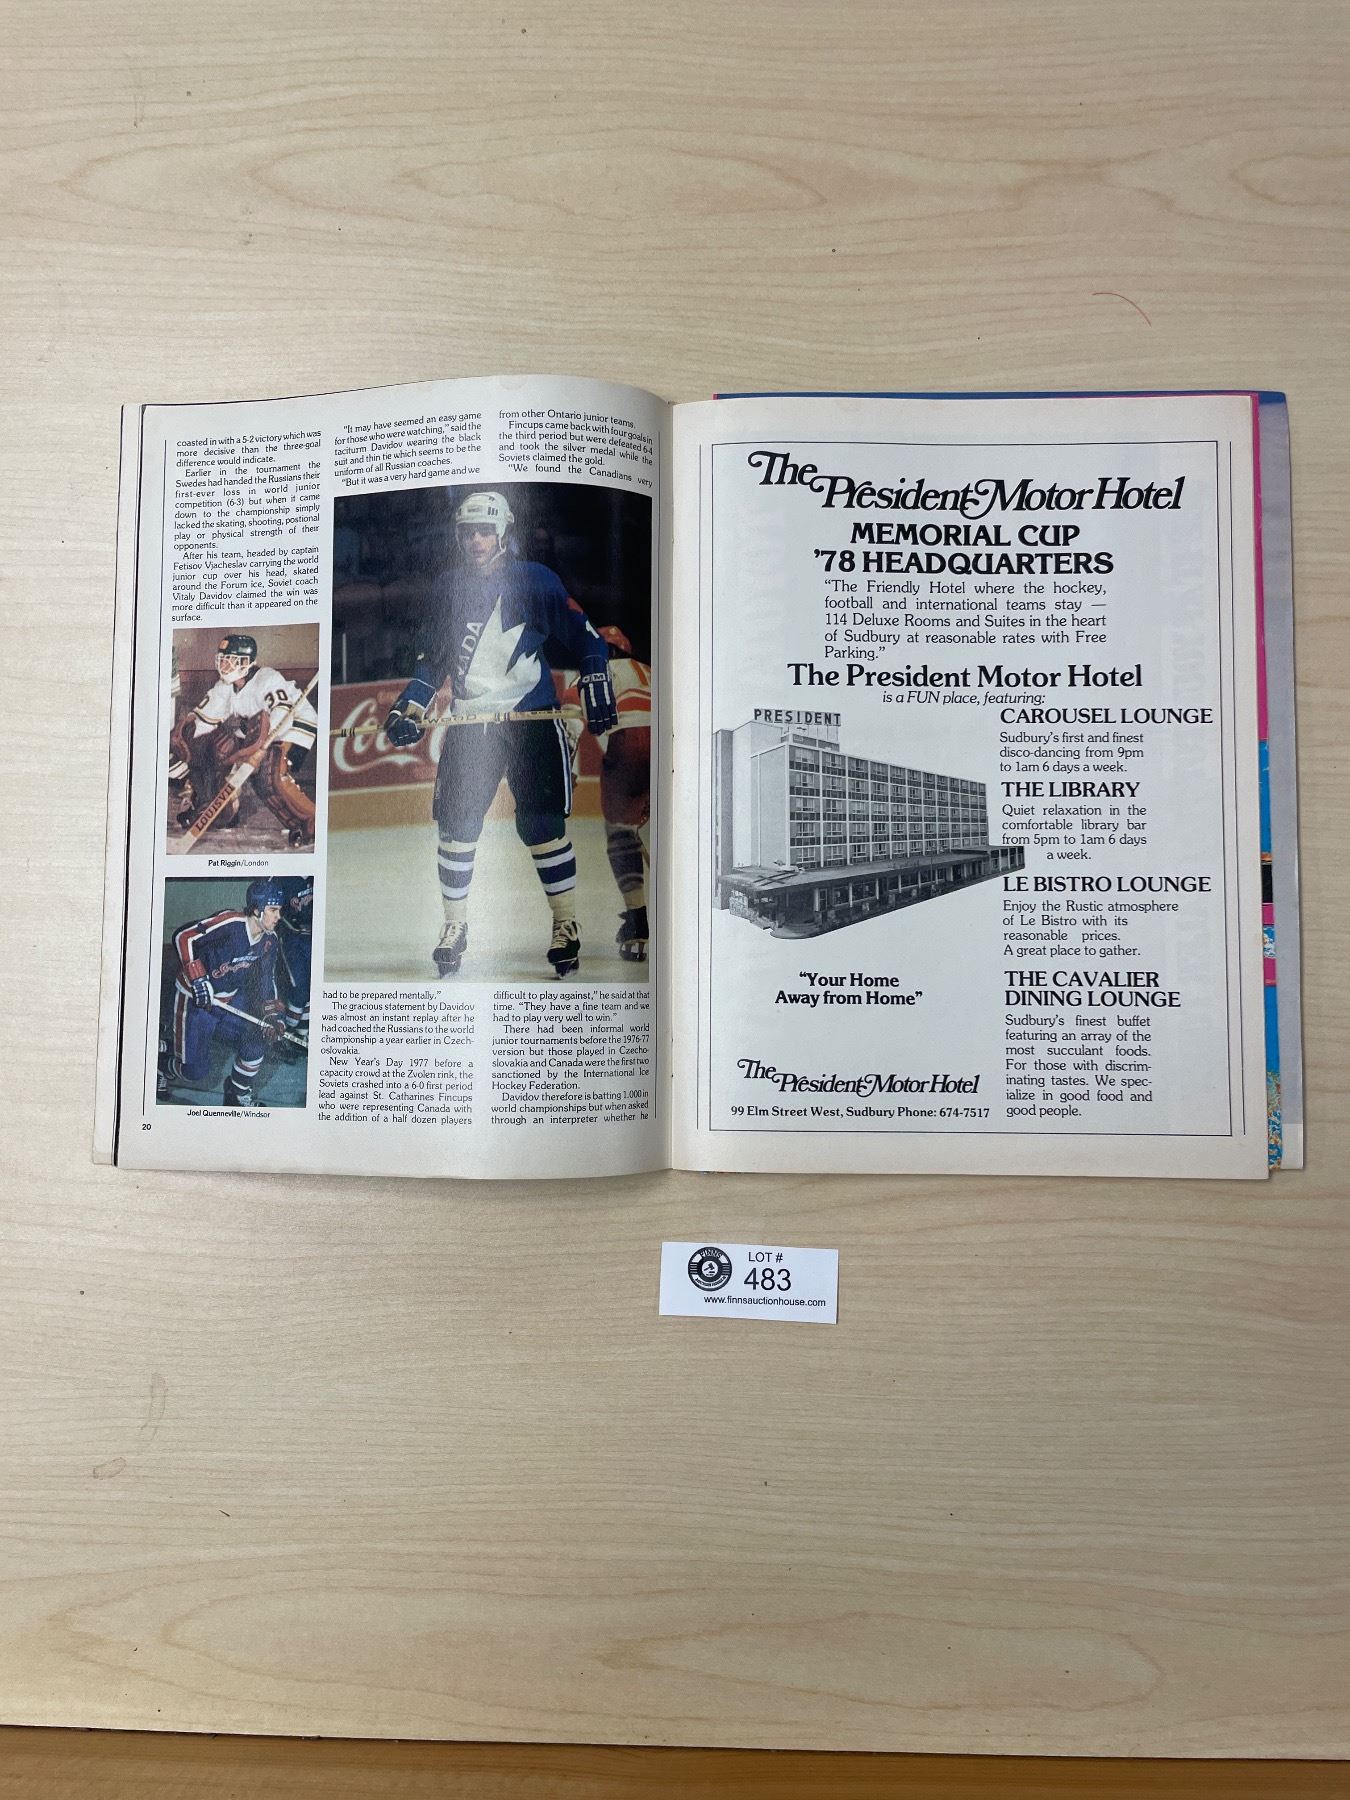 coasted in with a 5-2 victory which was
more decisive than the three-goal
difference would indicate.
Earlier in the tournament the
Swedes had handed the Russians their
first-ever loss in world junior
competition (6-3) but when it came
down to the championship simply
lacked the skating, shooting, postional
play or physical strength of their
opponents.
After his team, headed by captain
Fetisov Vjacheslav carrying the world
junior cup over his head, skated
around the Forum ice, Soviet coach
Vitaly Davidov claimed the win was
more difficult than it appeared on the
surface.
30
LOUISVIL
Pat Riggin/London
WINDSOR
Joel Quenneville/Windsor
20
"It may have seemed an easy game
for those who were watching," said the
taciturn Davidov wearing the black
suit and thin tie which seems to be the
uniform of all Russian coaches.
"But it was a very hard game and we
had to be prepared mentally."
The gracious statement by Davidov
was almost an instant replay after he
had coached the Russians to the world
championship a year earlier in Czech-
oslovakia.
New Year's Day 1977 before a
capacity crowd at the Zvolen rink, the
Soviets crashed into a 6-0 first period
lead against St. Catharines Fincups
who were representing Canada with
the addition of a half dozen players
from other Ontario junior teams.
Fincups came back with four goals in
the third period but were defeated 6-4
and took the silver medal while the
Soviets claimed the gold.
"We found the Canadians very
difficult to play against," he said at that
time. "They have a fine team and we
had to play very well to win."
There had been informal world
junior tournaments before the 1976-77
version but those played in Czecho-
slovakia and Canada were the first two
sanctioned by the International Ice
Hockey Federation.
Davidov therefore is batting 1.000 in
world championships but when asked
through an interpreter whether he
NADA
CCM
Coca
The President Motor Hotel
MEMORIAL CUP
'78 HEADQUARTERS
"The Friendly Hotel where the hockey,
football and international teams stay —
114 Deluxe Rooms and Suites in the heart
of Sudbury at reasonable rates with Free
Parking."
The President Motor Hotel
is a FUN place, featuring:
PRESIDENT
CAROUSEL LOUNGE
Sudbury's first and finest
disco-dancing from 9pm
to 1am 6 days a week.
THE LIBRARY
Quiet relaxation in the
comfortable library bar
from 5pm to 1am 6 days
a week.
LE BISTRO LOUNGE
Enjoy the Rustic atmosphere
of Le Bistro with its
reasonable prices.
A great place to gather.
THE CAVALIER
DINING LOUNGE
Sudbury's finest buffet
featuring an array of the
most succulant foods.
For those with discrim-
inating tastes. We spec-
ialize in good food and
good people.
"Your Home
Away from Home"
The President Motor Hotel
99 Elm Street West, Sudbury Phone: 674-7517
FINNS
LOT #
483
www.finnsauctionhouse.com